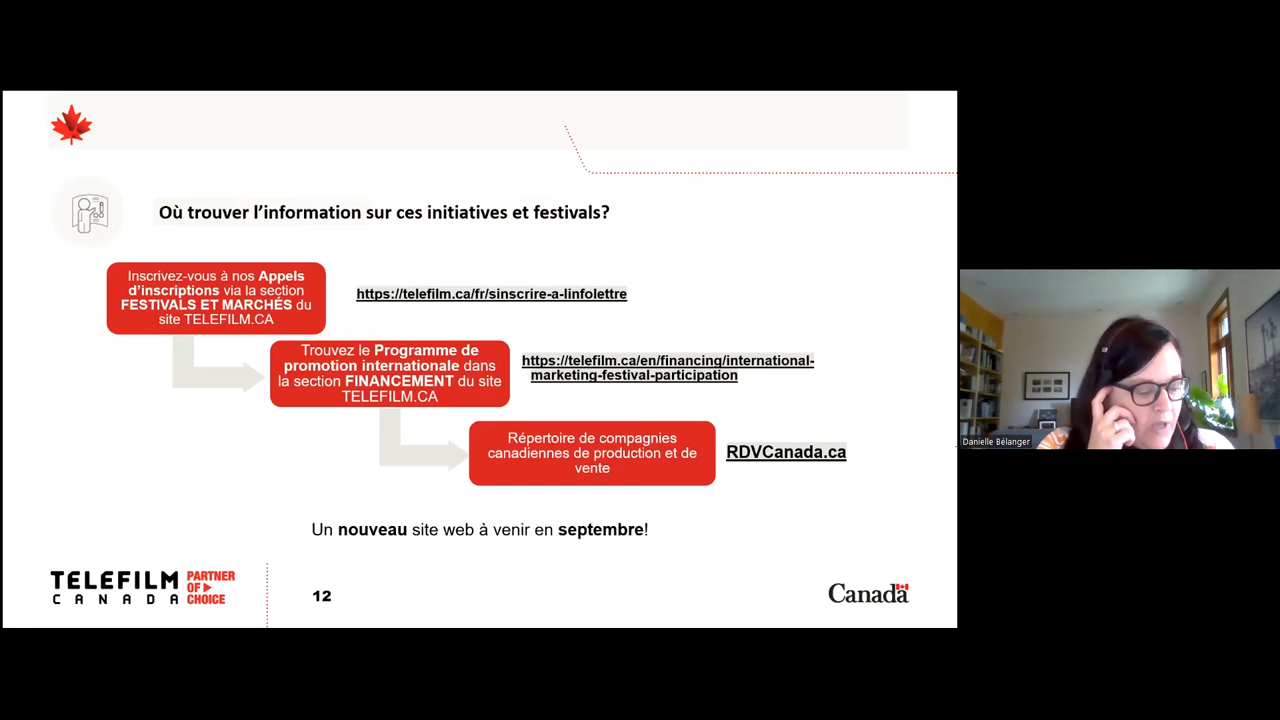 Où trouver l’information sur ces initiatives et festivals?
Inscrivez-vous à nos Appels
d’inscriptions via la section
FESTIVALS ET MARCHÉS du
site TELEFILM.CA
https://telefilm.ca/fr/sinscrire-a-linfolettre
Trouvez le Programme de
promotion internationale dans
la section FINANCEMENT du site
TELEFILM.CA
https://telefilm.ca/en/financing/international-
marketing-festival-participation
Répertoire de compagnies
canadiennes de production et de
vente
RDVCanada.ca
Un nouveau site web à venir en septembre!
TELEFILM
CANADA
PARTNER
OF
CHOICE
12
Canada
Danielle Bélanger